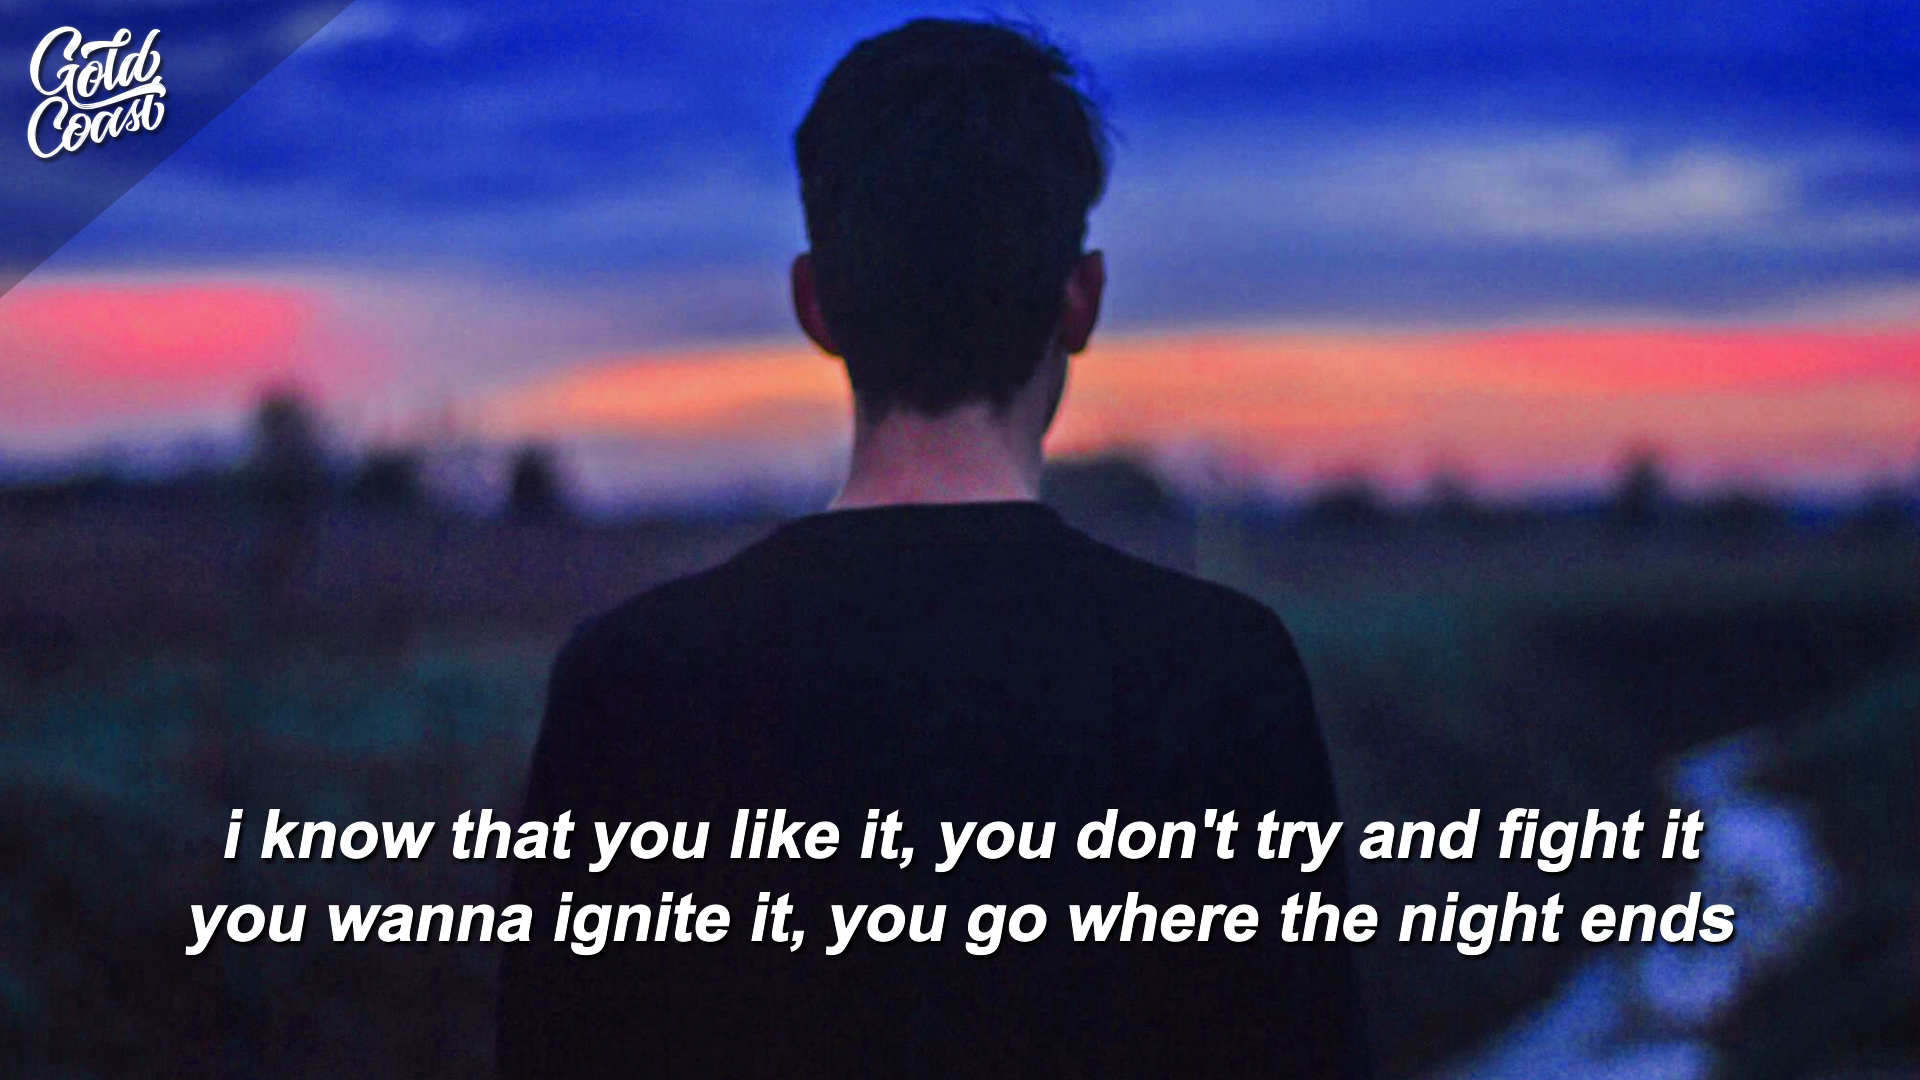 Gold
Coast
i know that you like it, you don't try and fight it
you wanna ignite it, you go where the night ends